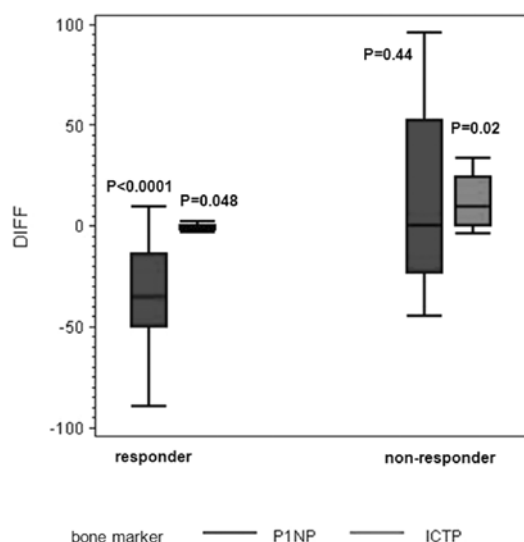 100
P=0.44
50
P=0.02
P<0.0001
P=0.048
0
DIFF
-50
-100
responder
non-responder
bone marker
P1NP
ICTP